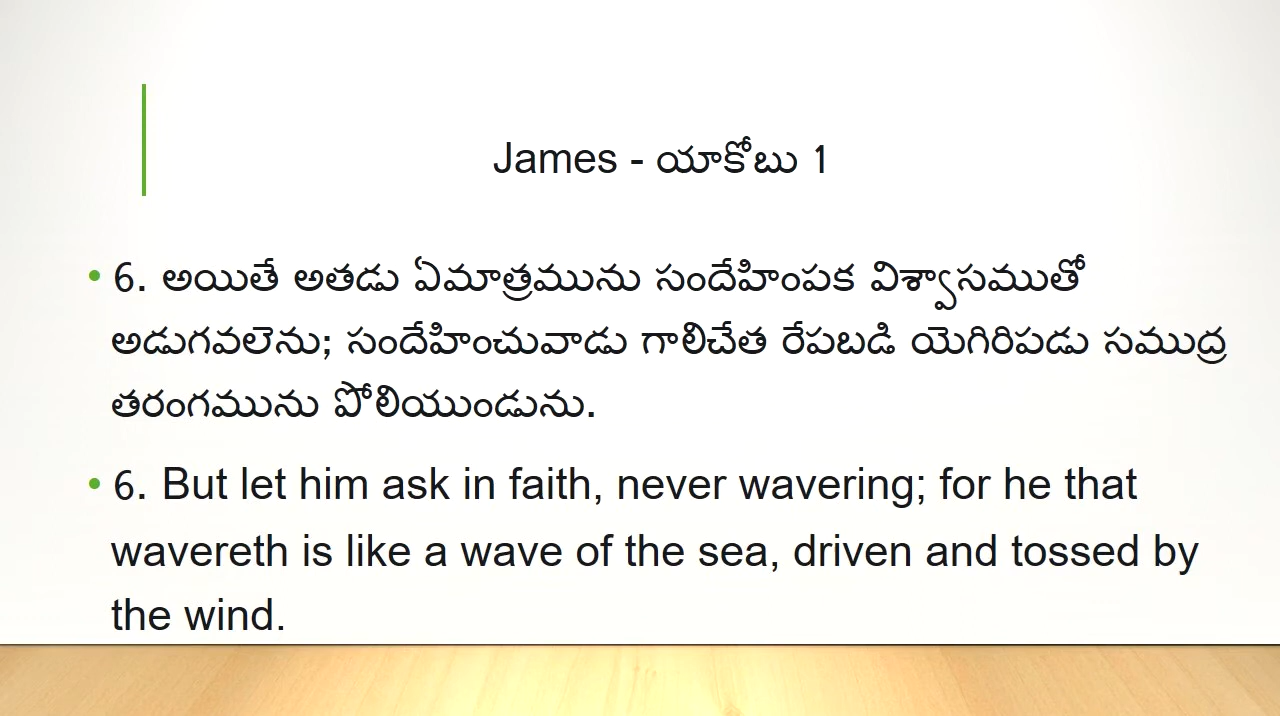 James - యాకోబు 1
• 6. అయితే అతడు ఏమాత్రమును సందేహింపక విశ్వాసముతో
అడుగవలెను; సందేహించువాడు గాలిచేత రేపబడి యెగిరిపడు సముద్ర
తరంగమును పోలియుండును.
• 6. But let him ask in faith, never wavering; for he that
wavereth is like a wave of the sea, driven and tossed by
the wind.